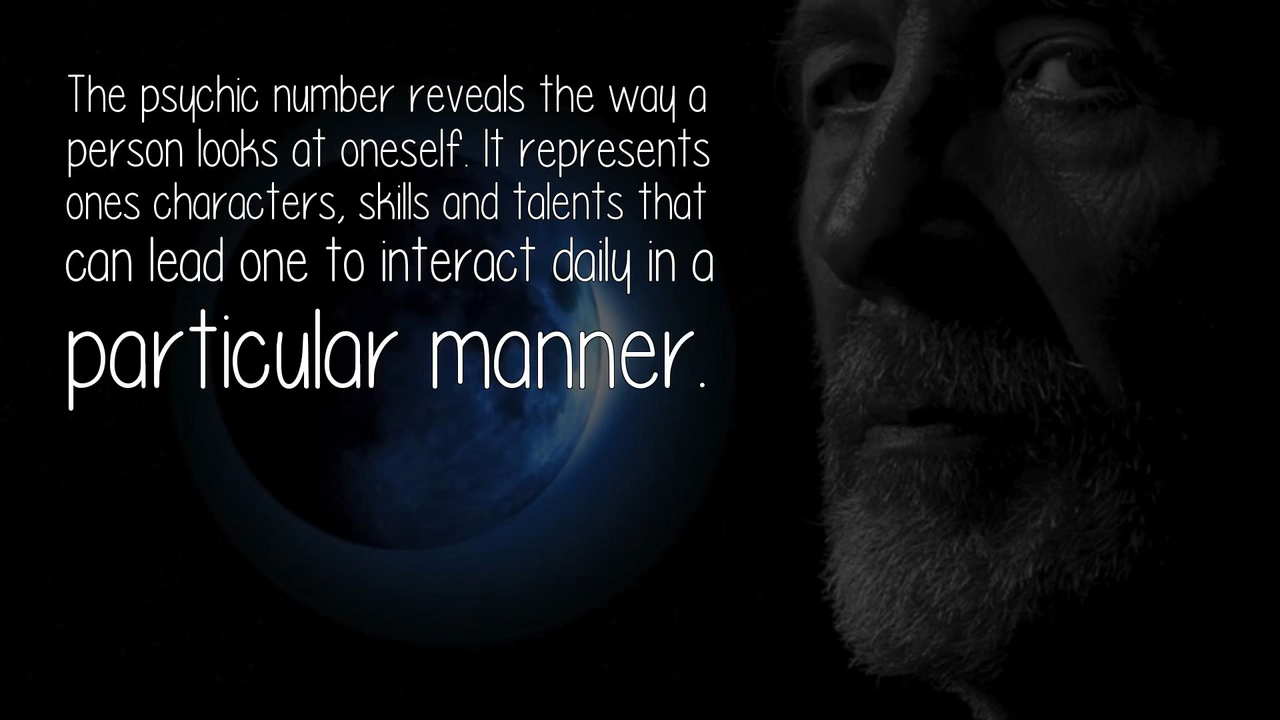 The psychic number reveals the way a
person looks at oneself. It represents
ones characters, skills and talents that
can lead one to interact daily in a
particular manner.